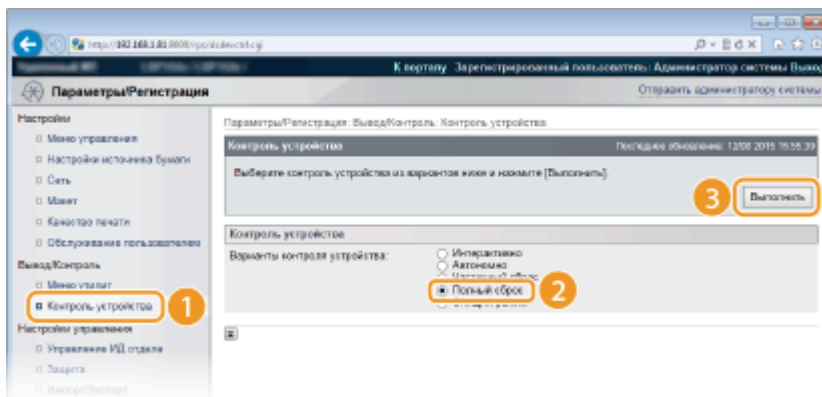 http://192.168.1.81:8000/rps/dsdevctrl.cgi
К порталу Зарегистрированный пользователь: Администратор системы Выход
Параметры/Регистрация
Отправить администратору системы
Настройки
Меню управления
Настройки источника бумаги
Сеть
Макет
Качество печати
Обслуживание пользователем
Вывод/Контроль
Меню утилит
Контроль устройства
1
Настройки управления
Управление ИД отдела
Защита
Импорт/Экспорт
Параметры/Регистрация: Вывод/Контроль: Контроль устройства
Контроль устройства
Последнее обновление: 12/08 2015 15:55:39
Выберите контроль устройства из вариантов ниже и нажмите [Выполнить].
3
Выполнить
Контроль устройства
Варианты контроля устройства:
Интерактивно
Автономно
Полный сброс
2